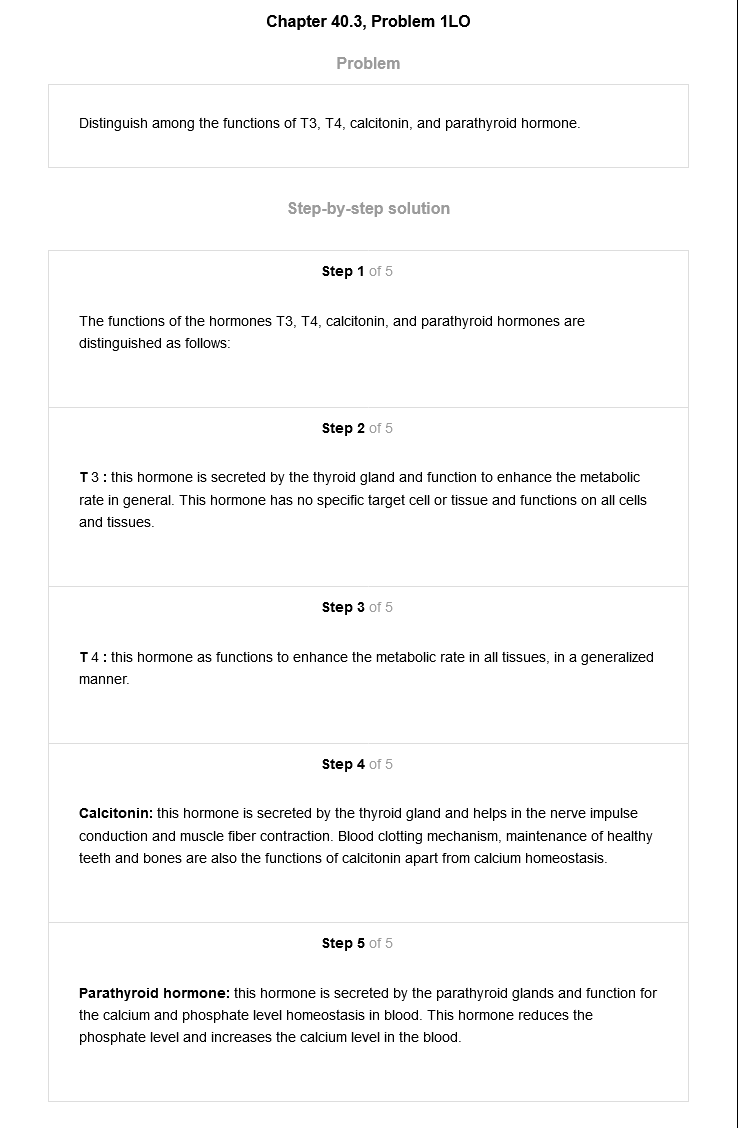 Chapter 40.3, Problem 1LO
Problem
Distinguish among the functions of T3, T4, calcitonin, and parathyroid hormone.
Step-by-step solution
Step 1 of 5
The functions of the hormones T3, T4, calcitonin, and parathyroid hormones are
distinguished as follows:
Step 2 of 5
T 3 : this hormone is secreted by the thyroid gland and function to enhance the metabolic
rate in general. This hormone has no specific target cell or tissue and functions on all cells
and tissues.
Step 3 of 5
T 4 : this hormone as functions to enhance the metabolic rate in all tissues, in a generalized
manner.
Step 4 of 5
Calcitonin: this hormone is secreted by the thyroid gland and helps in the nerve impulse
conduction and muscle fiber contraction. Blood clotting mechanism, maintenance of healthy
teeth and bones are also the functions of calcitonin apart from calcium homeostasis.
Step 5 of 5
Parathyroid hormone: this hormone is secreted by the parathyroid glands and function for
the calcium and phosphate level homeostasis in blood. This hormone reduces the
phosphate level and increases the calcium level in the blood.